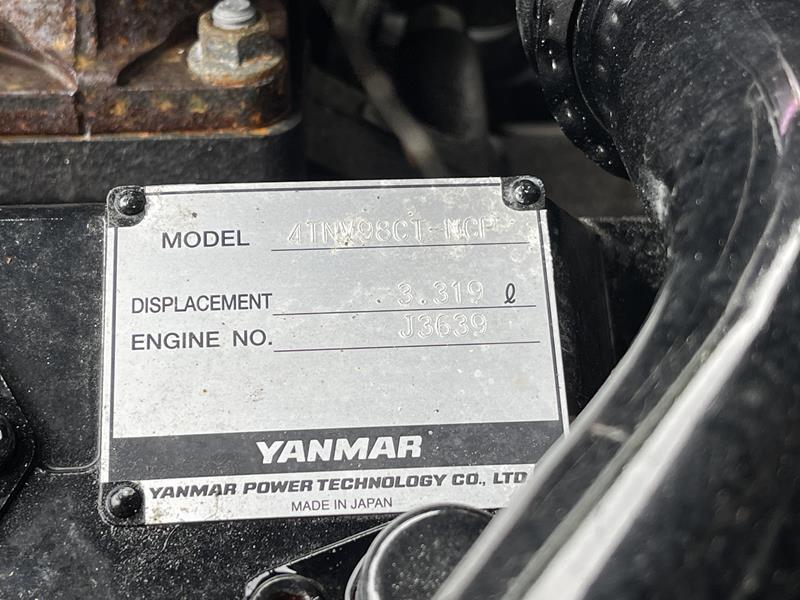 MODEL 4TNV98CT-NCP
DISPLACEMENT 3.319 ℓ
ENGINE NO. J3639
YANMAR
YANMAR POWER TECHNOLOGY CO., LTD
MADE IN JAPAN